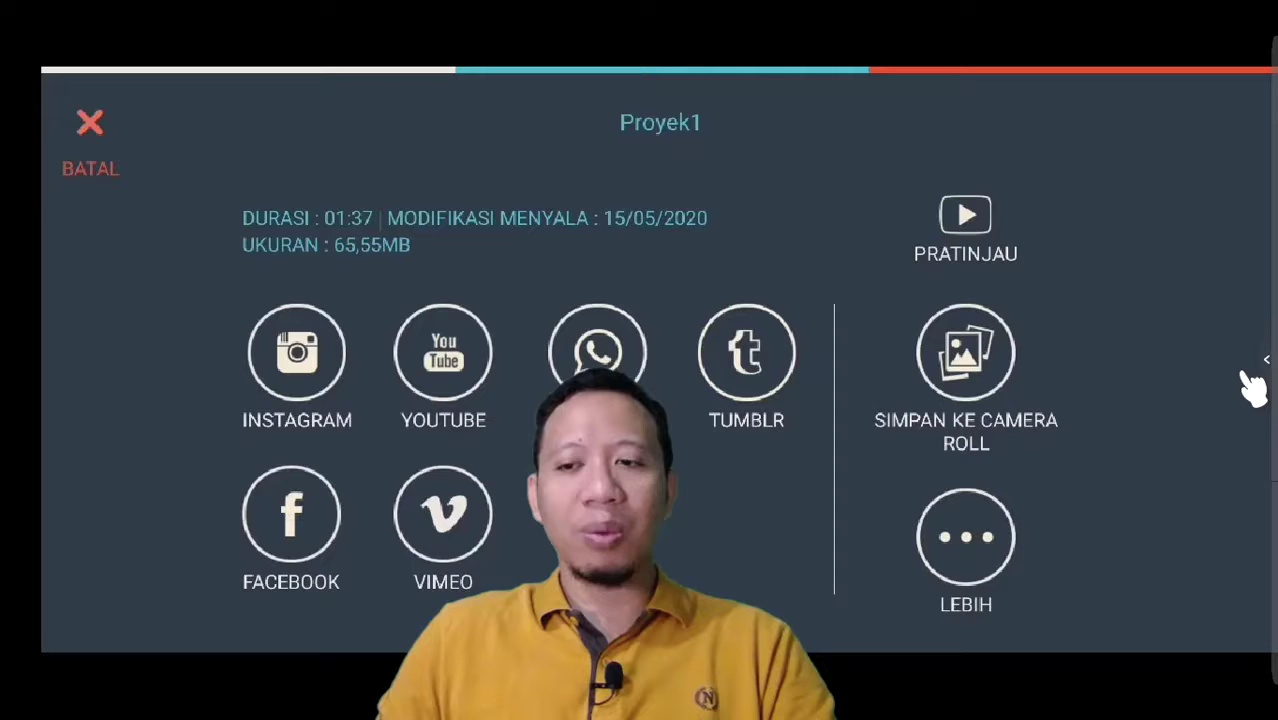 Proyek1
BATAL
DURASI : 01:37 | MODIFIKASI MENYALA : 15/05/2020
UKURAN : 65,55MB
PRATINJAU
You
Tube
INSTAGRAM
YOUTUBE
TUMBLR
SIMPAN KE CAMERA
ROLL
FACEBOOK
VIMEO
LEBIH
N